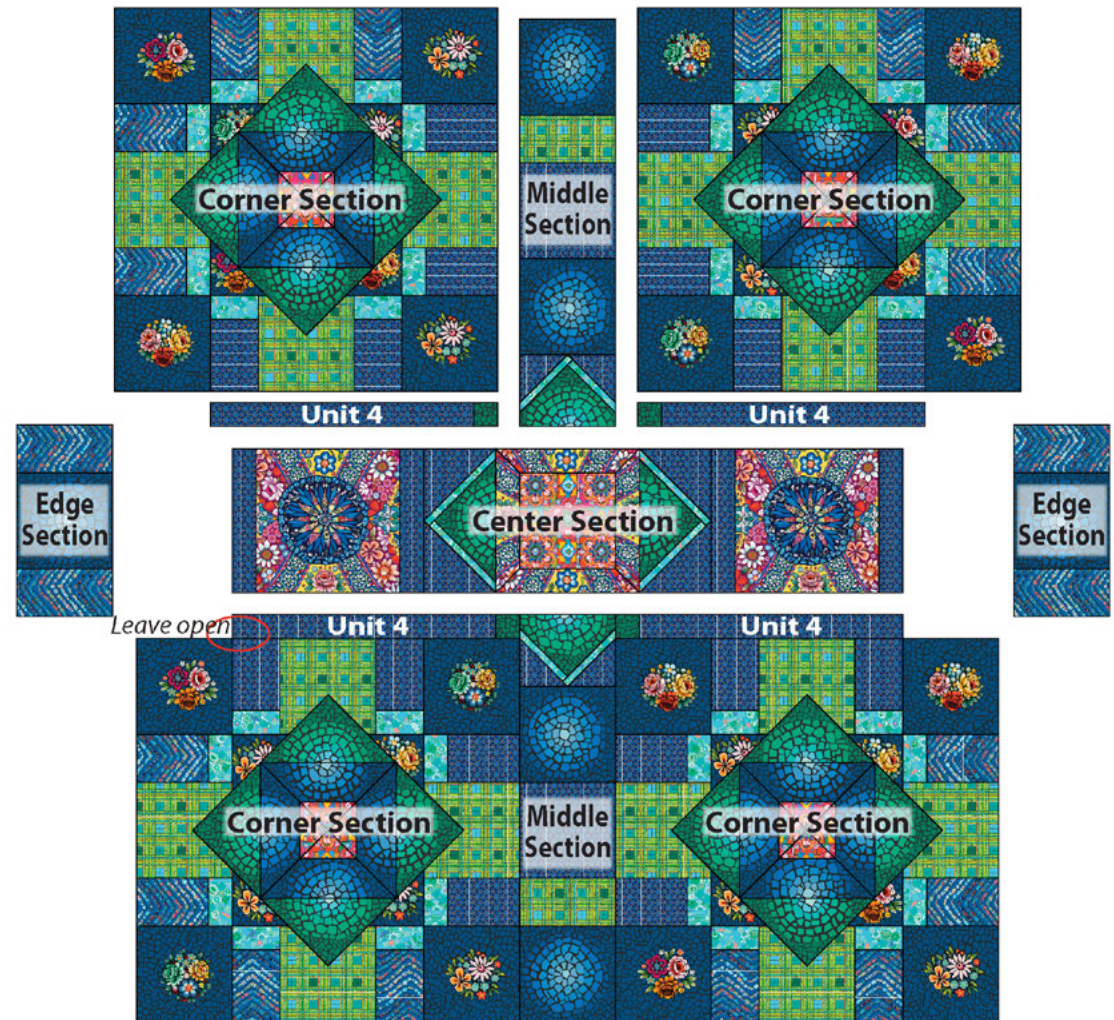 Corner Section
Middle
Section
Corner Section
Unit 4
Unit 4
Edge
Section
Center Section
Edge
Section
Leave open
Unit 4
Unit 4
Corner Section
Middle
Section
Corner Section